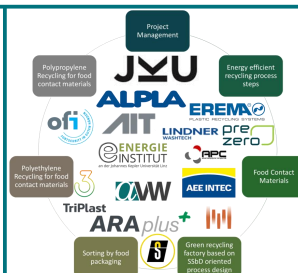 Project
Management
Polypropylene
Recycling for food
contact materials
Energy efficient
recycling process
steps
JKU
ALPLA
EREMA
PLASTIC RECYCLING SYSTEMS
ofi
AIT
LINDNER
WASHTECH
pre
zero
ENERGIE
INSTITUT
an der Johannes Kepler Universität Linz
APC
Polyethylene
Recycling for food
contact materials
3
TriPlast
AEE INTEC
Food Contact
Materials
ARAplus+
Sorting by food
packaging
S
Green recycling
factory based on
SSbD oriented
process design